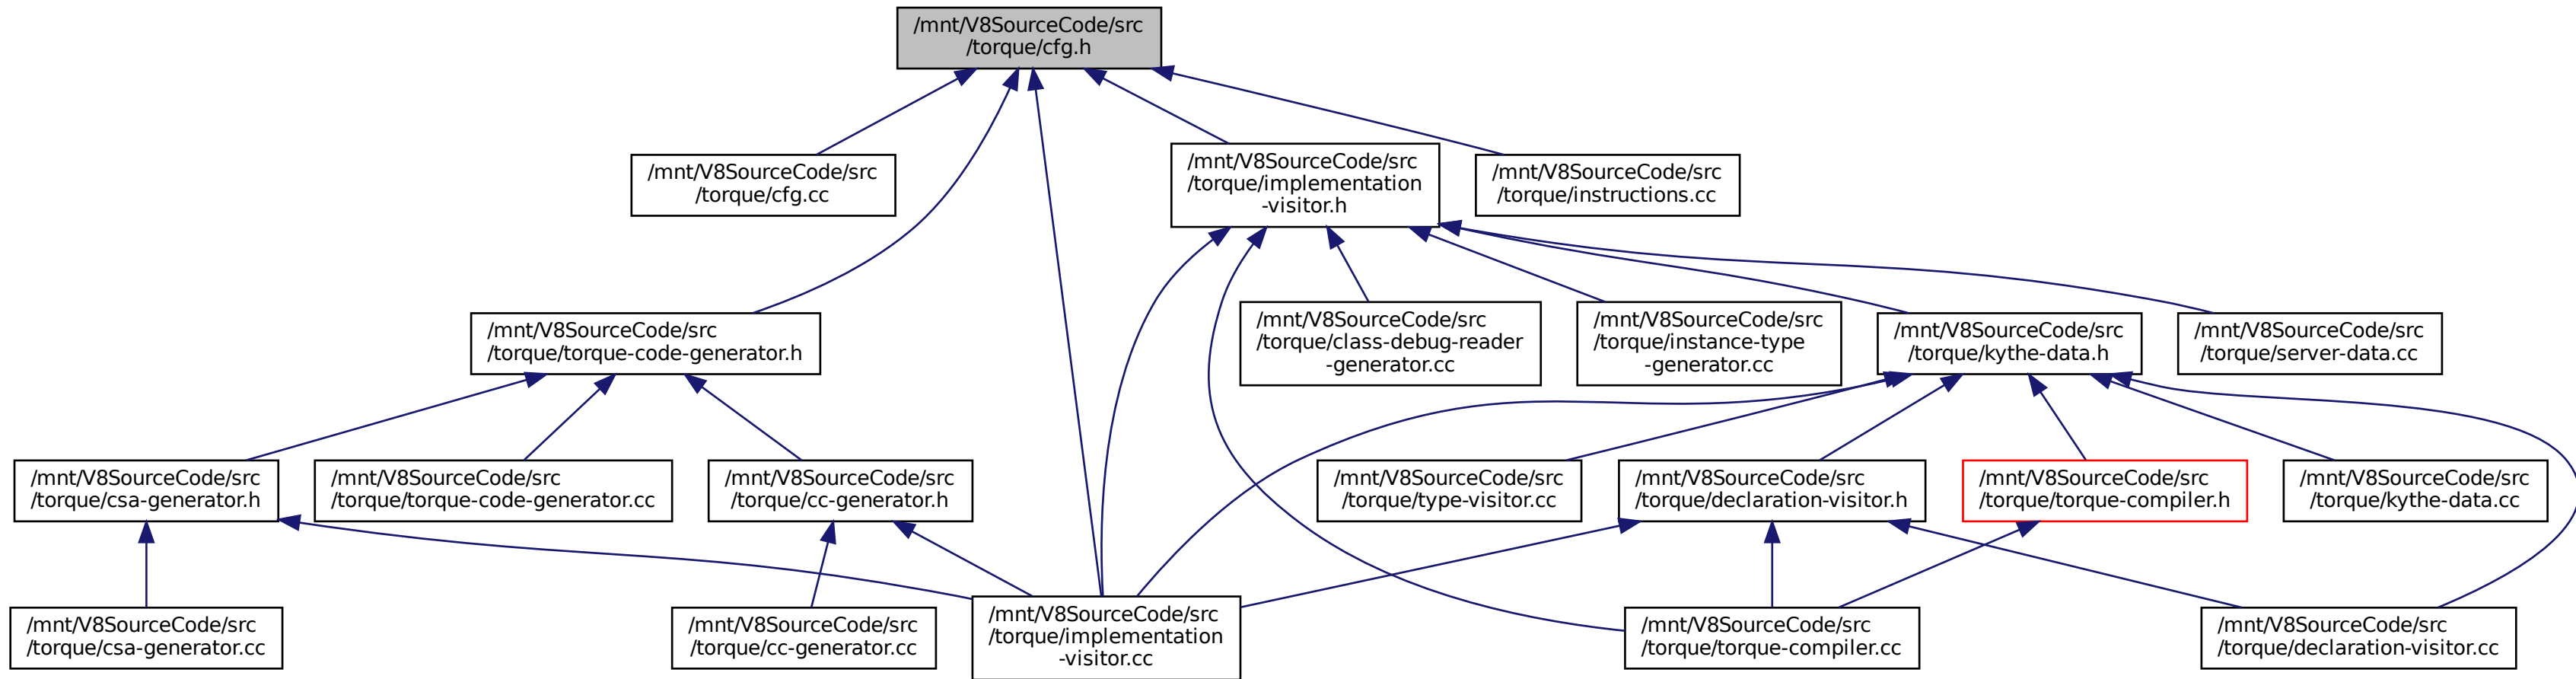 /mnt/V8SourceCode/src
/torque/cfg.h
/mnt/V8SourceCode/src
/torque/cfg.cc
/mnt/V8SourceCode/src
/torque/implementation
-visitor.h
/mnt/V8SourceCode/src
/torque/instructions.cc
/mnt/V8SourceCode/src
/torque/torque-code-generator.h
/mnt/V8SourceCode/src
/torque/class-debug-reader
-generator.cc
/mnt/V8SourceCode/src
/torque/instance-type
-generator.cc
/mnt/V8SourceCode/src
/torque/kythe-data.h
/mnt/V8SourceCode/src
/torque/server-data.cc
/mnt/V8SourceCode/src
/torque/csa-generator.h
/mnt/V8SourceCode/src
/torque/torque-code-generator.cc
/mnt/V8SourceCode/src
/torque/cc-generator.h
/mnt/V8SourceCode/src
/torque/type-visitor.cc
/mnt/V8SourceCode/src
/torque/declaration-visitor.h
/mnt/V8SourceCode/src
/torque/torque-compiler.h
/mnt/V8SourceCode/src
/torque/kythe-data.cc
/mnt/V8SourceCode/src
/torque/csa-generator.cc
/mnt/V8SourceCode/src
/torque/cc-generator.cc
/mnt/V8SourceCode/src
/torque/implementation
-visitor.cc
/mnt/V8SourceCode/src
/torque/torque-compiler.cc
/mnt/V8SourceCode/src
/torque/declaration-visitor.cc